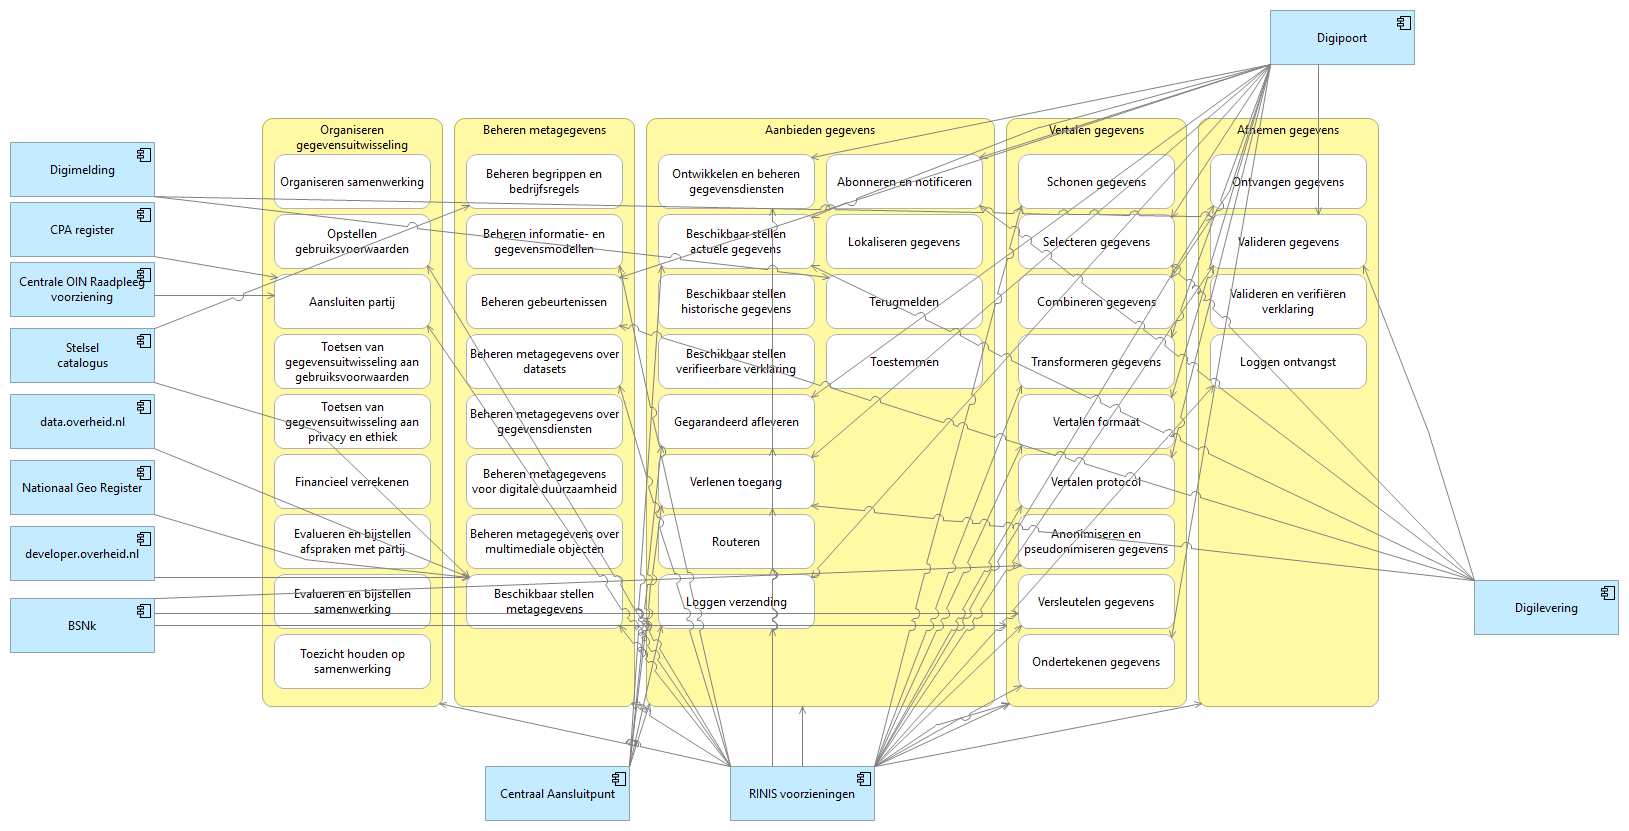 Digipoort
Digimelding
CPA register
Centrale OIN Raadpleeg
voorziening
Stelsel
catalogus
data.overheid.nl
Nationaal Geo Register
developer.overheid.nl
BSNk
Organiseren
gegevensuitwisseling
Organiseren samenwerking
Opstellen
gebruiksvoorwaarden
Aansluiten partij
Toetsen van
gegevensuitwisseling aan
gebruiksvoorwaarden
Toetsen van
gegevensuitwisseling aan
privacy en ethiek
Financieel verrekenen
Evalueren en bijstellen
afspraken met partij
Evalueren en bijstellen
samenwerking
Toezicht houden op
samenwerking
Beheren metagegevens
Beheren begrippen en
bedrijfsregels
Beheren informatie- en
gegevensmodellen
Beheren gebeurtenissen
Beheren metagegevens over
datasets
Beheren metagegevens over
gegevensdiensten
Beheren metagegevens
voor digitale duurzaamheid
Beheren metagegevens over
multimediale objecten
Beschikbaar stellen
metagegevens
Aanbieden gegevens
Ontwikkelen en beheren
gegevensdiensten
Beschikbaar stellen
actuele gegevens
Beschikbaar stellen
historische gegevens
Beschikbaar stellen
verifieerbare verklaring
Gegarandeerd afleveren
Verlenen toegang
Routeren
Loggen verzending
Abonneren en notificeren
Lokaliseren gegevens
Terugmelden
Toestemmen
Vertalen gegevens
Schonen gegevens
Selecteren gegevens
Combineren gegevens
Transformeren gegevens
Vertalen formaat
Vertalen protocol
Anonimiseren en
pseudonimiseren gegevens
Versleutelen gegevens
Ondertekenen gegevens
Afnemen gegevens
Ontvangen gegevens
Valideren gegevens
Valideren en verifiëren
verklaring
Loggen ontvangst
Digilevering
Centraal Aansluitpunt
RINIS voorzieningen